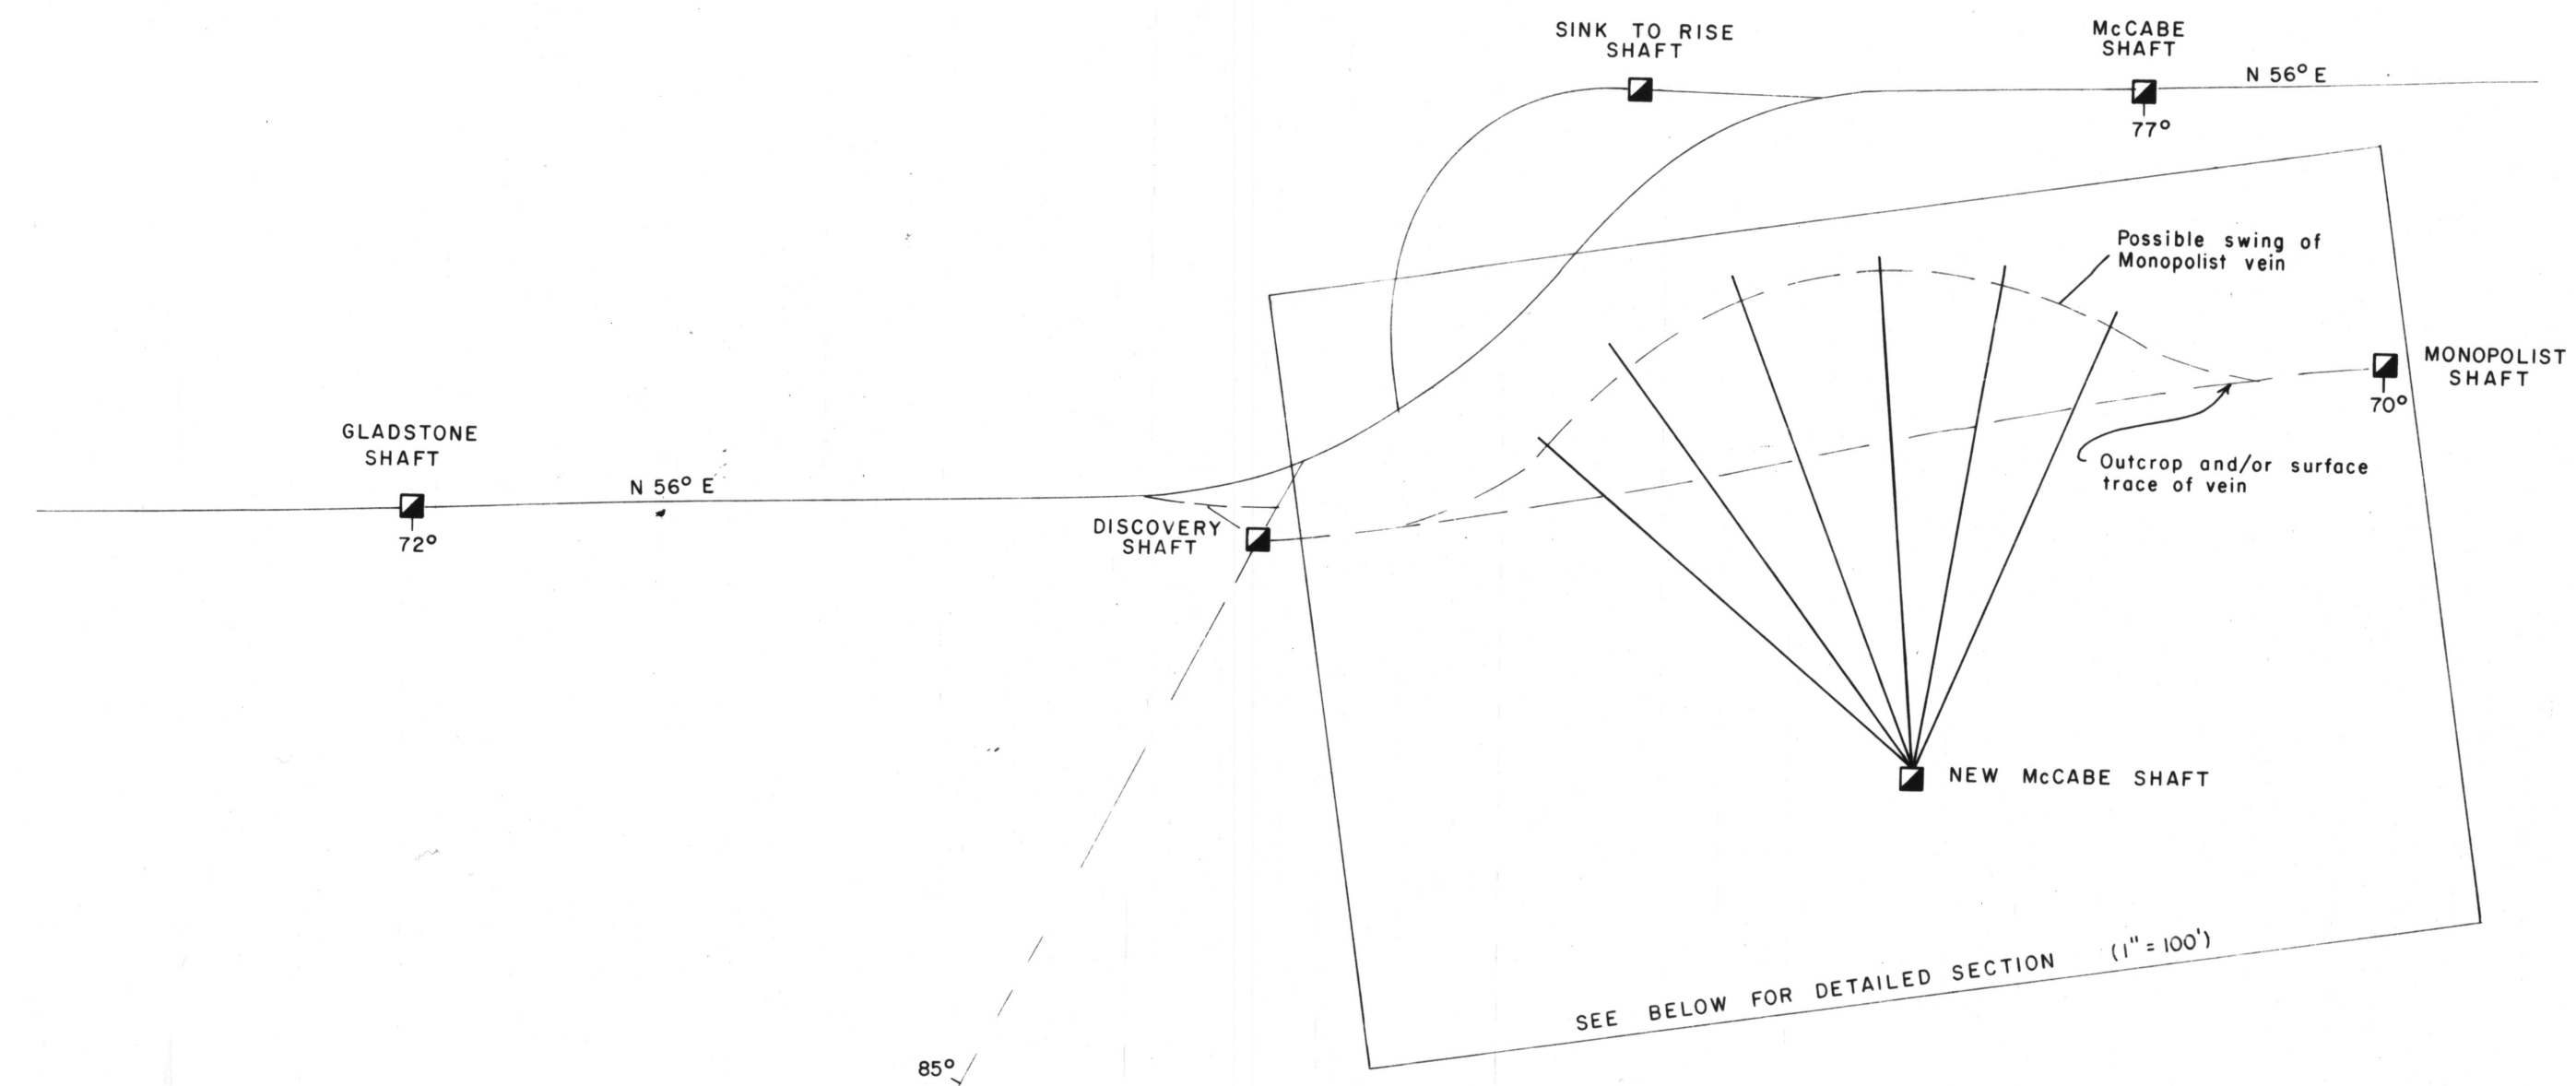 SINK TO RISE
SHAFT
McCABE
SHAFT
N 56° E
77°
Possible swing of
Monopolist vein
MONOPOLIST
SHAFT
70°
GLADSTONE
SHAFT
N 56° E
72°
DISCOVERY
SHAFT
Outcrop and/or surface
trace of vein
NEW McCABE SHAFT
SEE BELOW FOR DETAILED SECTION (1" = 100')
85°